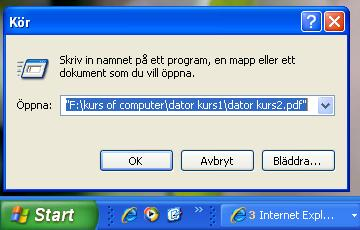 Kör
Skriv in namnet på ett program, en mapp eller ett
dokument som du vill öppna.
Öppna: "F:\kurs of computer\dator kurs1\dator kurs2.pdf"
OK Avbryt Bläddra...
Start » 3 Internet Expl...